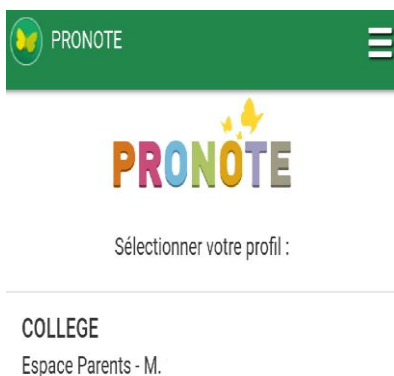 PRONOTE
PRONOTE
Sélectionner votre profil :
COLLEGE
Espace Parents - M.